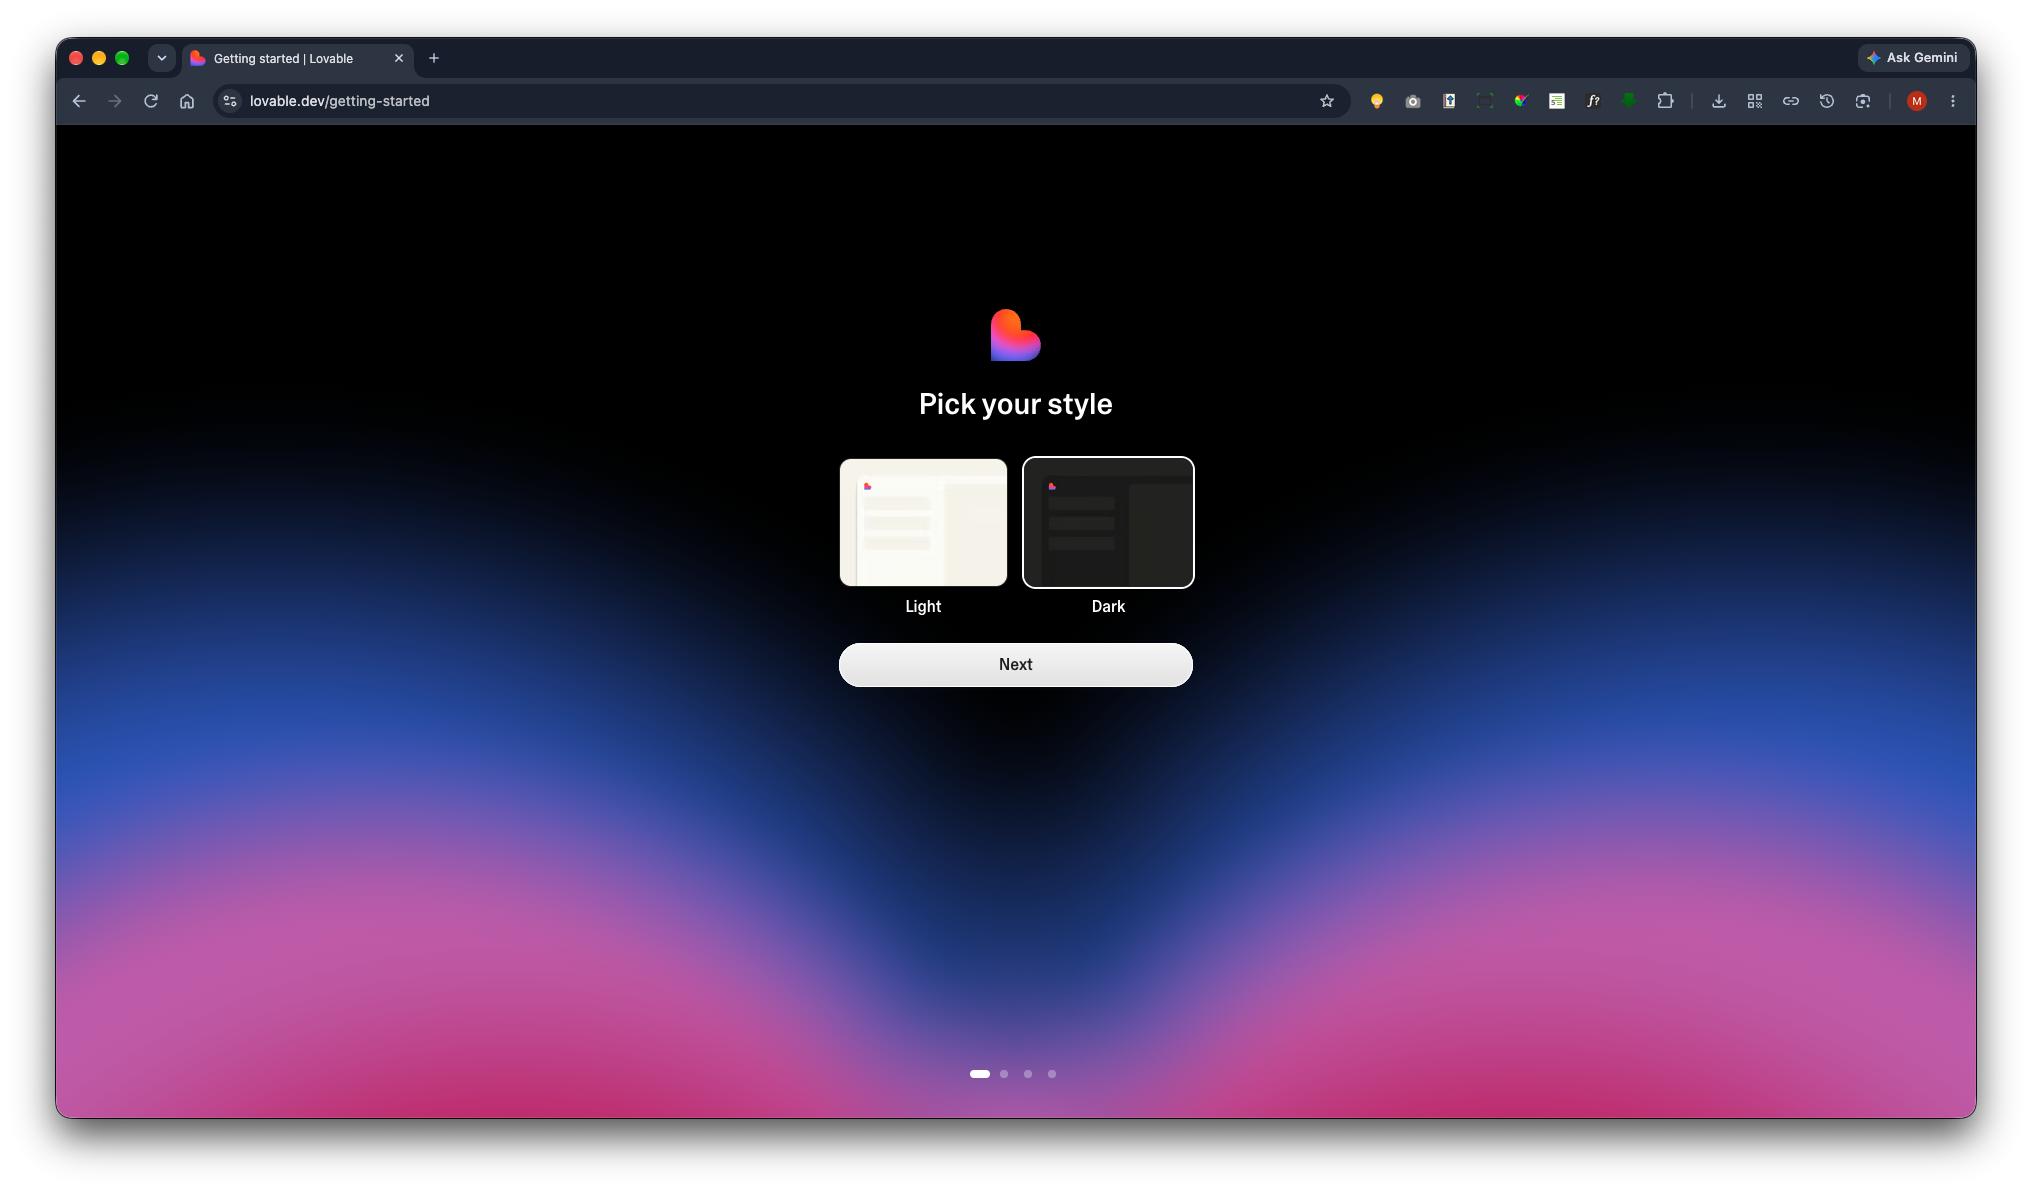 Getting started | Lovable
Ask Gemini
lovable.dev/getting-started
f?
M
Pick your style
Light
Dark
Next